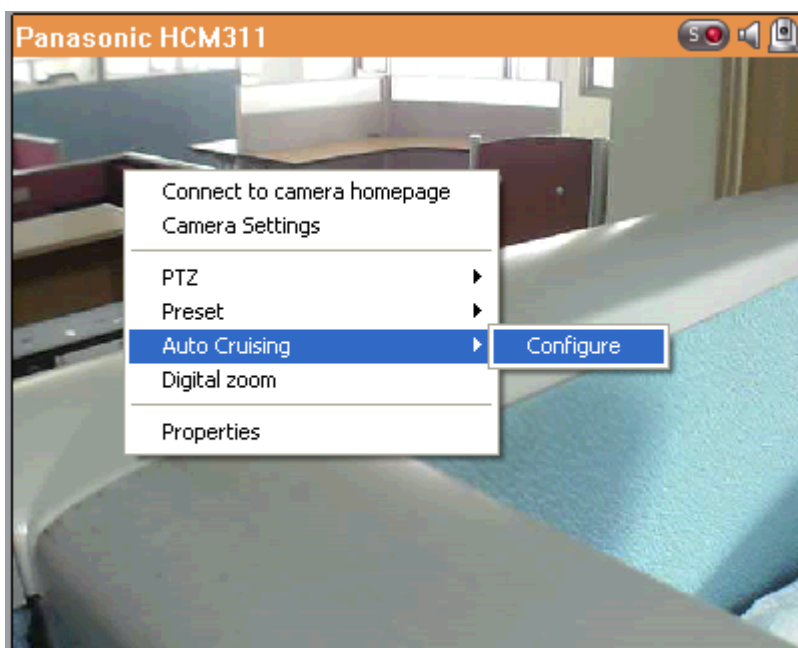 Panasonic HCM311
S
Connect to camera homepage
Camera Settings
PTZ
Preset
Auto Cruising
Configure
Digital zoom
Properties